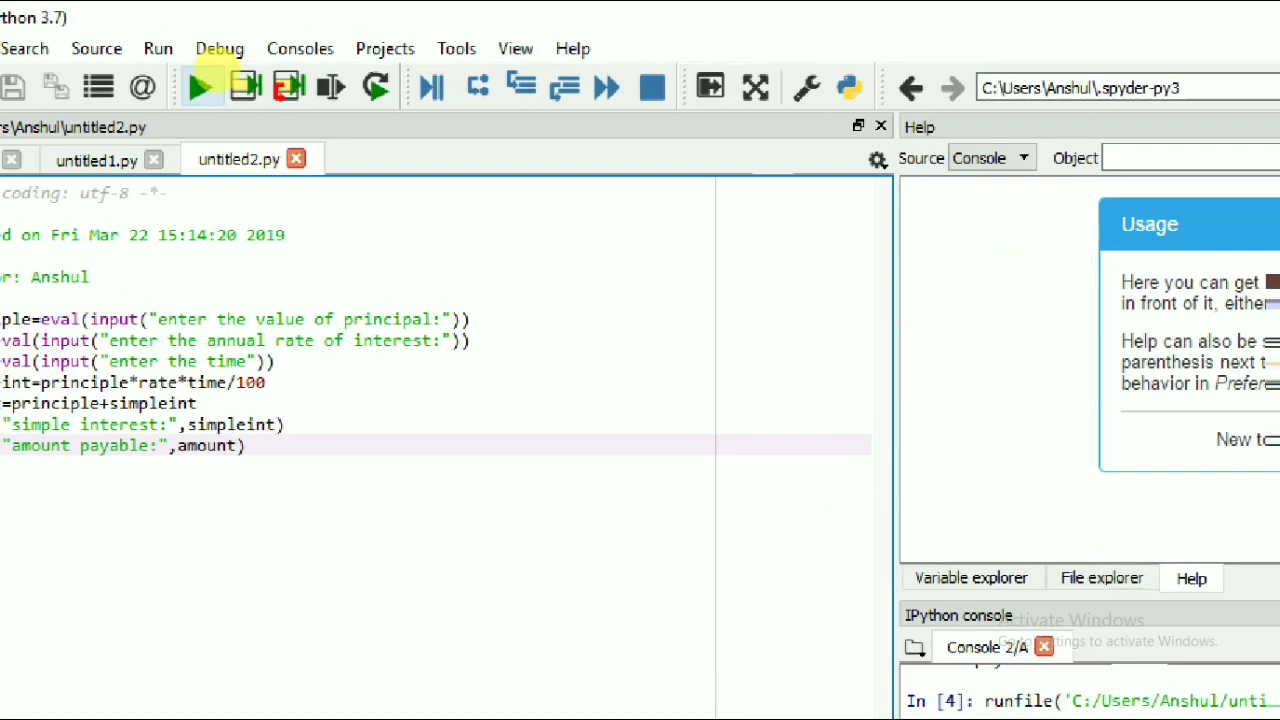 thon 3.7)
Search Source Run Debug Consoles Projects Tools View Help
C:\Users\Anshul\.spyder-py3
rs\Anshul\untitled2.py
Help
untitled1.py untitled2.py
Source Console Object
coding: utf-8 -*-
Usage
d on Fri Mar 22 15:14:20 2019
r: Anshul
Here you can get
in front of it, either
ple=eval(input("enter the value of principal:"))
val(input("enter the annual rate of interest:"))
val(input("enter the time"))
int=principle*rate*time/100
t=principle+simpleint
"simple interest:",simpleint)
"amount payable:",amount)
Help can also be s
parenthesis next t
behavior in Prefer
New to
Variable explorer File explorer Help
IPython console
Activate Windows
Go to Settings to activate Windows.
Console 2/A
In [4]: runfile('C:/Users/Anshul/unti